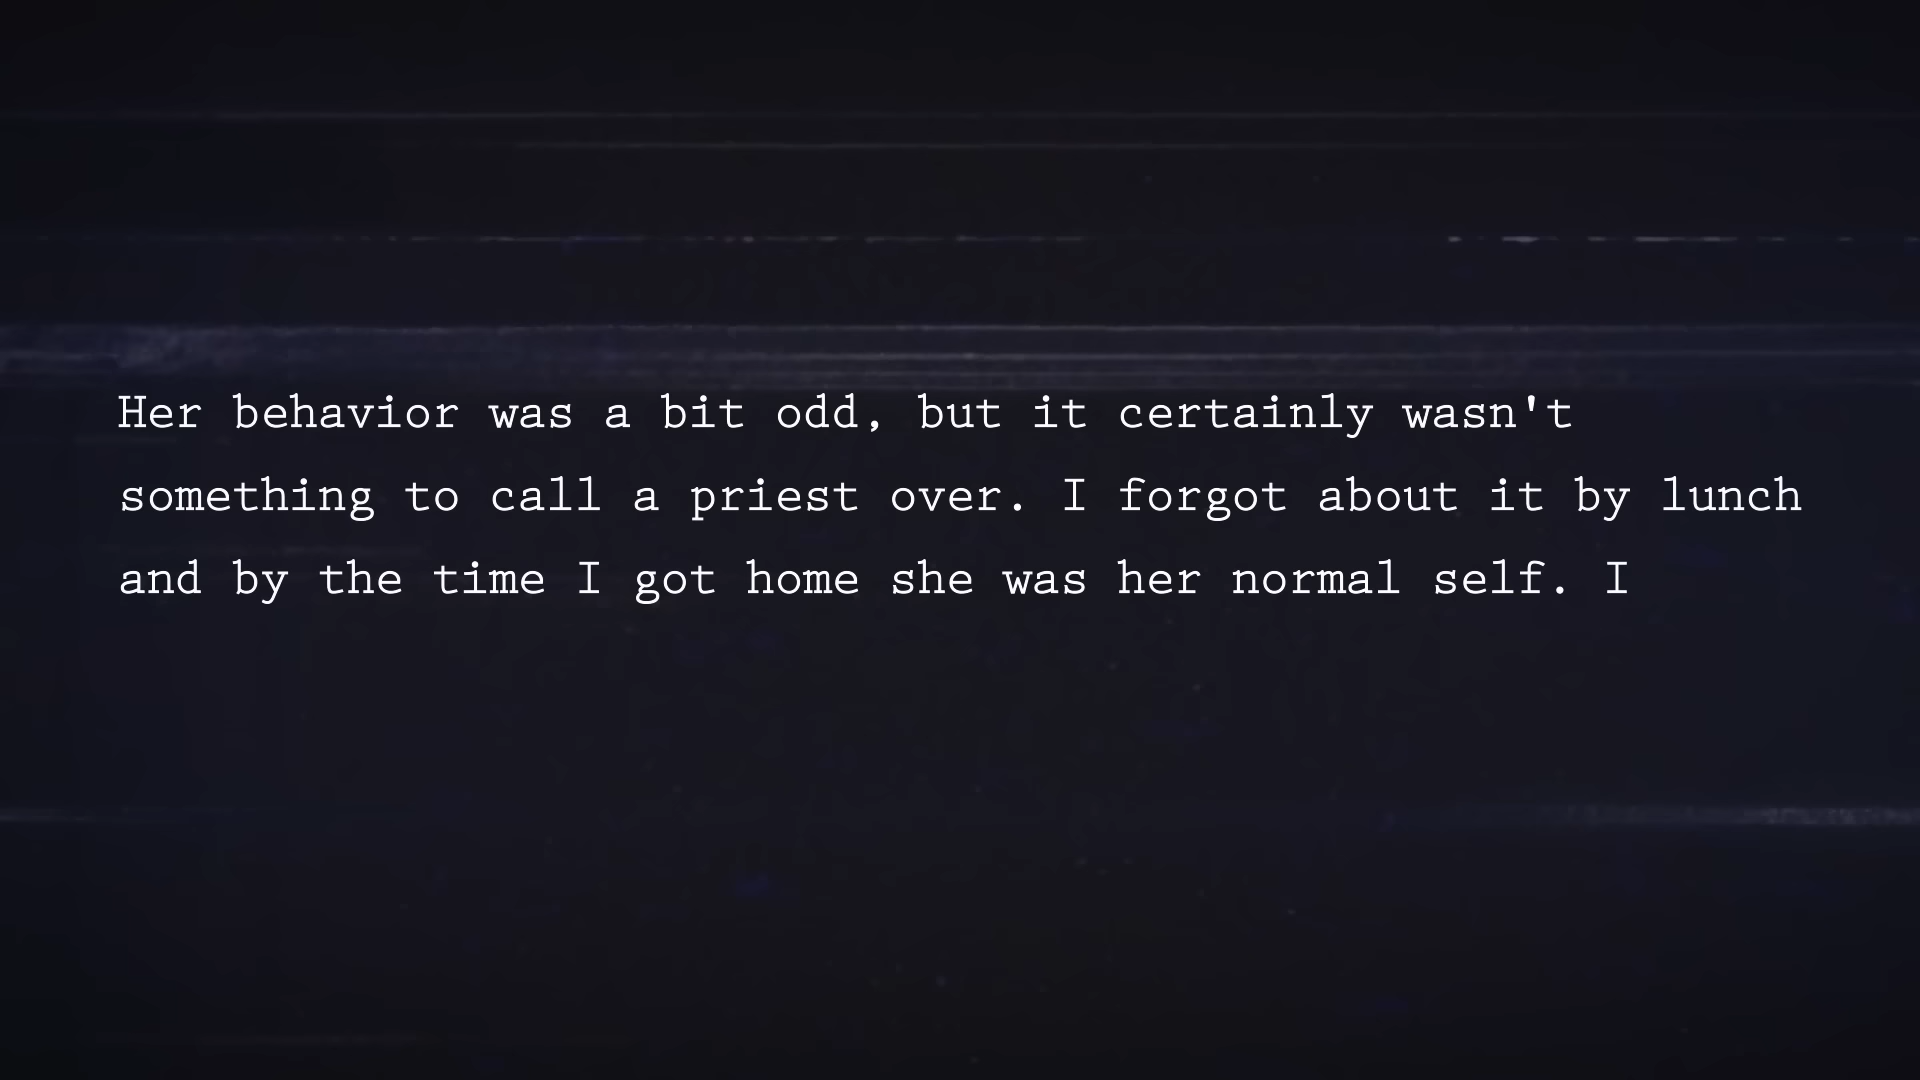 Her behavior was a bit odd, but it certainly wasn't
something to call a priest over. I forgot about it by lunch
and by the time I got home she was her normal self. I